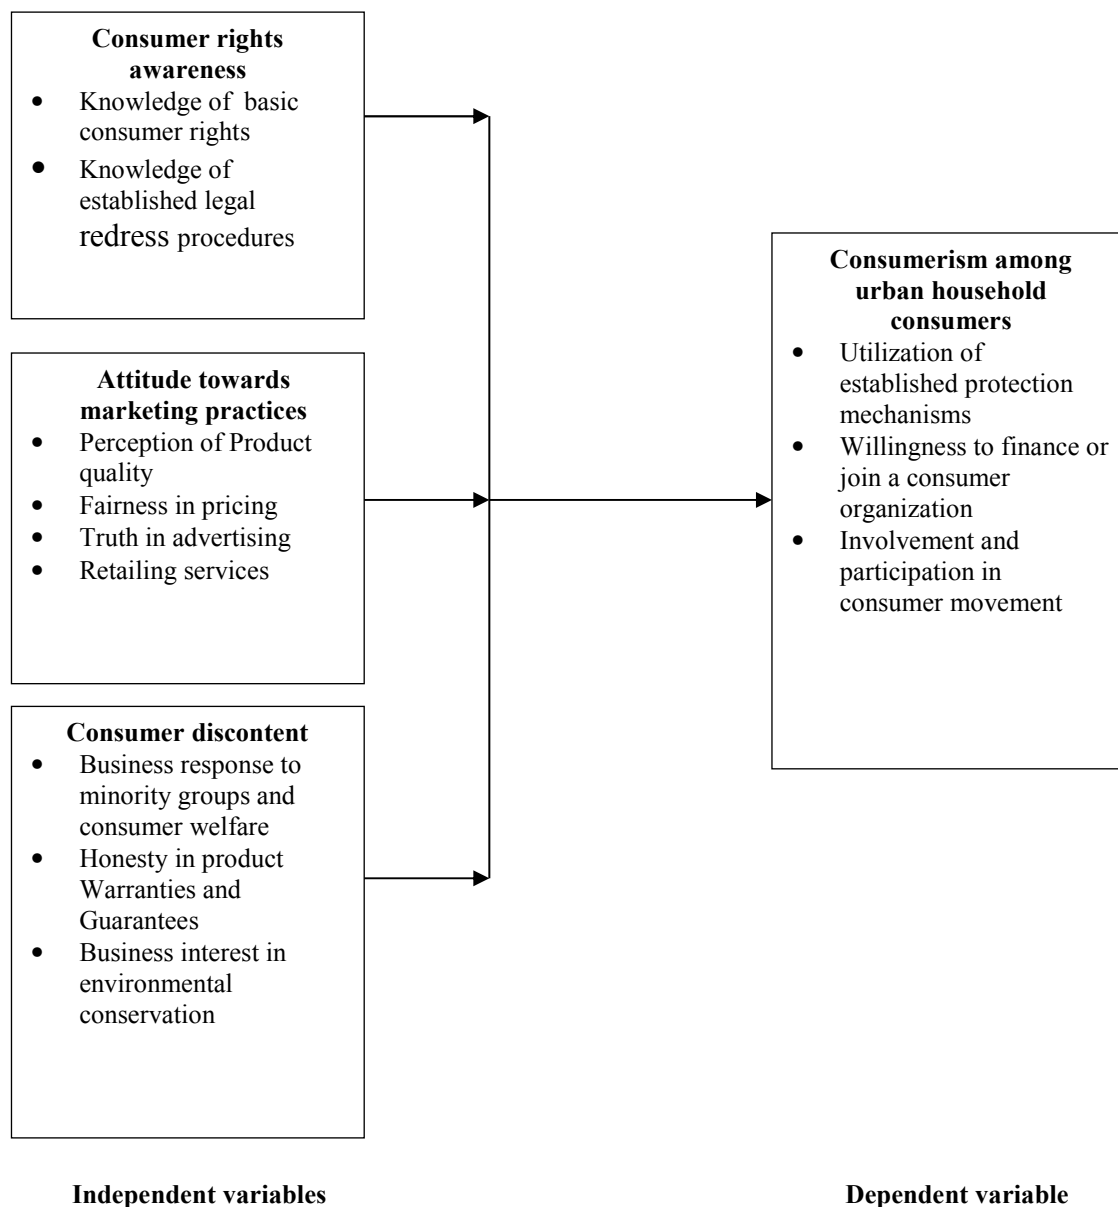 Consumer rights
awareness
• Knowledge of basic
consumer rights
• Knowledge of
established legal
redress procedures
Attitude towards
marketing practices
• Perception of Product
quality
• Fairness in pricing
• Truth in advertising
• Retailing services
Consumer discontent
• Business response to
minority groups and
consumer welfare
• Honesty in product
Warranties and
Guarantees
• Business interest in
environmental
conservation
Consumerism among
urban household
consumers
• Utilization of
established protection
mechanisms
• Willingness to finance or
join a consumer
organization
• Involvement and
participation in
consumer movement
Independent variables
Dependent variable